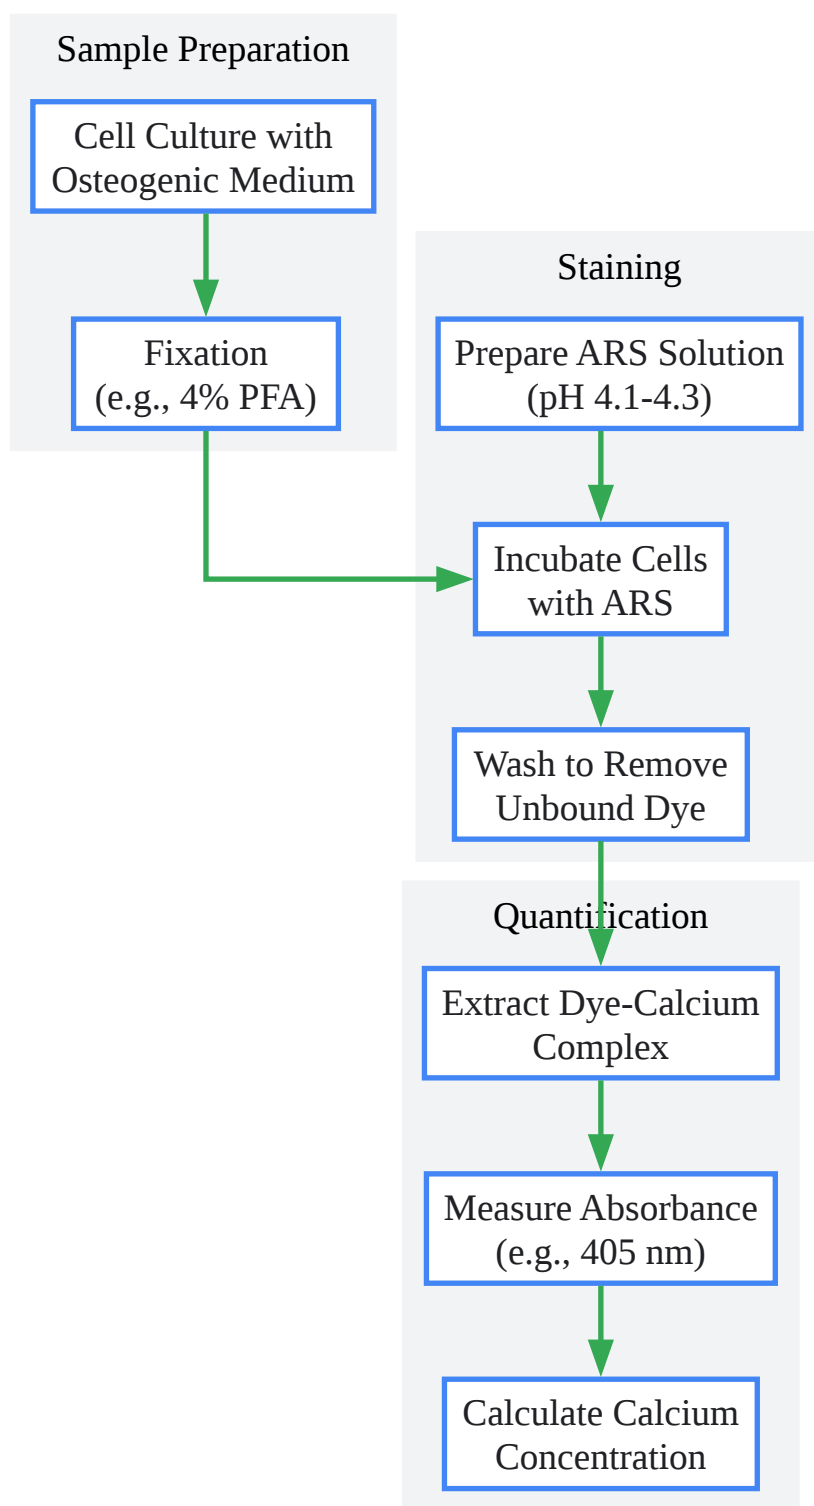 Sample Preparation
Cell Culture with
Osteogenic Medium
Fixation
(e.g., 4% PFA)
Staining
Prepare ARS Solution
(pH 4.1-4.3)
Incubate Cells
with ARS
Wash to Remove
Unbound Dye
Quantification
Extract Dye-Calcium
Complex
Measure Absorbance
(e.g., 405 nm)
Calculate Calcium
Concentration